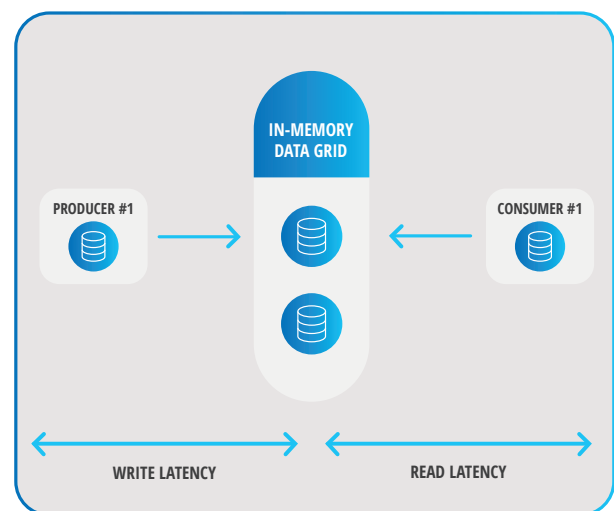 IN-MEMORY
DATA GRID
PRODUCER #1
CONSUMER #1
WRITE LATENCY
READ LATENCY